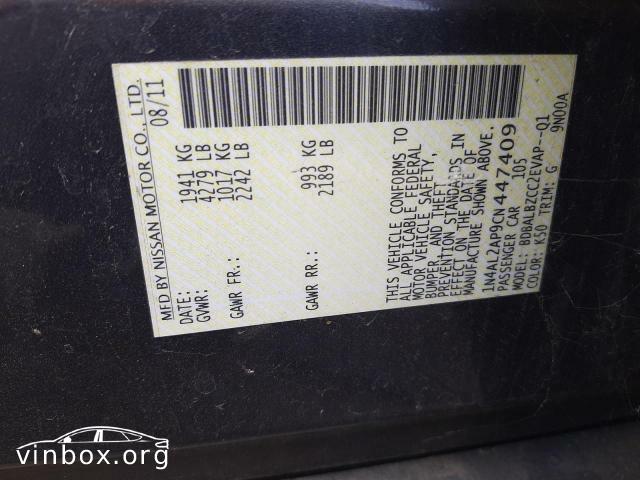 MFD BY NISSAN MOTOR CO., LTD.
DATE: 08/11
GVWR: 1941 KG
4279 LB
GAWR FR.: 1017 KG
2242 LB
GAWR RR.: 993 KG
2189 LB
THIS VEHICLE CONFORMS TO
ALL APPLICABLE FEDERAL
MOTOR VEHICLE SAFETY,
BUMPER, AND THEFT
PREVENTION STANDARDS IN
EFFECT ON THE DATE OF
MANUFACTURE SHOWN ABOVE.
1N4AL2AP9CN447409
PASSENGER CAR 105
MODEL: BDBALBZCC2EVAP--01
COLOR: K50 TRIM: G 9N00A
vinbox.org